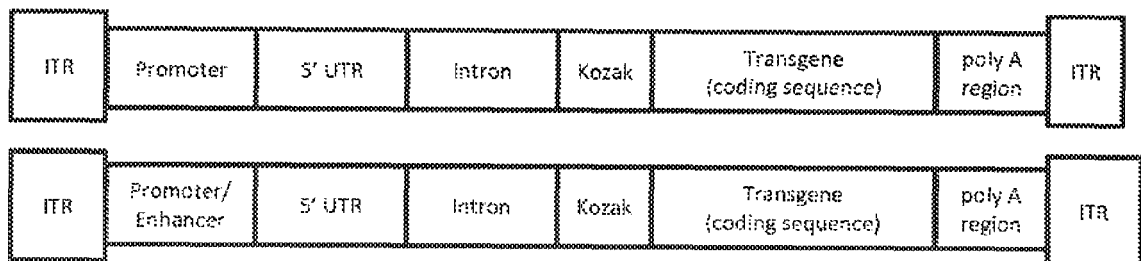 ITR
Promoter
5' UTR
Intron
Kozak
Transgene
(coding sequence)
poly A
region
ITR
ITR
Promoter/
Enhancer
5' UTR
Intron
Kozak
Transgene
(coding sequence)
poly A
region
ITR